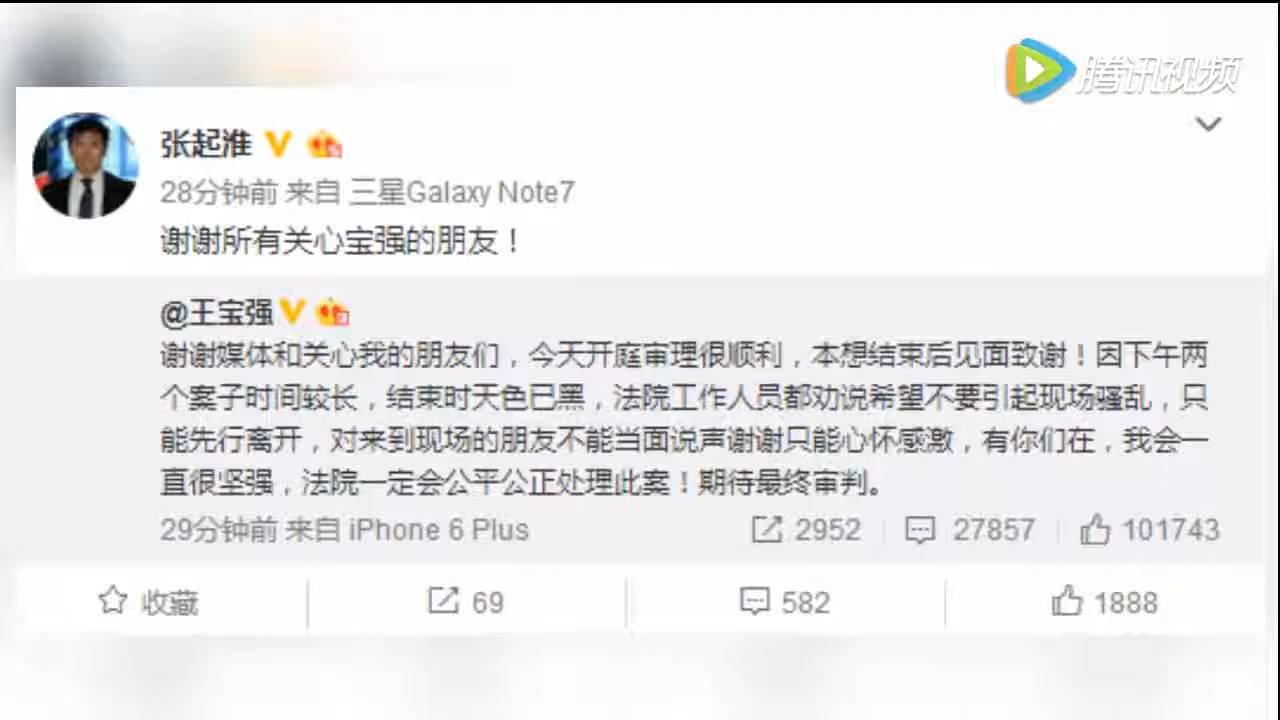 腾讯视频
张起淮
28分钟前 来自 三星Galaxy Note7
谢谢所有关心宝强的朋友！
@王宝强
谢谢媒体和关心我的朋友们，今天开庭审理很顺利，本想结束后见面致谢！因下午两
个案子时间较长，结束时天色已黑，法院工作人员都劝说希望不要引起现场骚乱，只
能先行离开，对来到现场的朋友不能当面说声谢谢只能心怀感激，有你们在，我会一
直很坚强，法院一定会公平公正处理此案！期待最终审判。
29分钟前 来自 iPhone 6 Plus 2952 27857 101743
收藏 69 582 1888